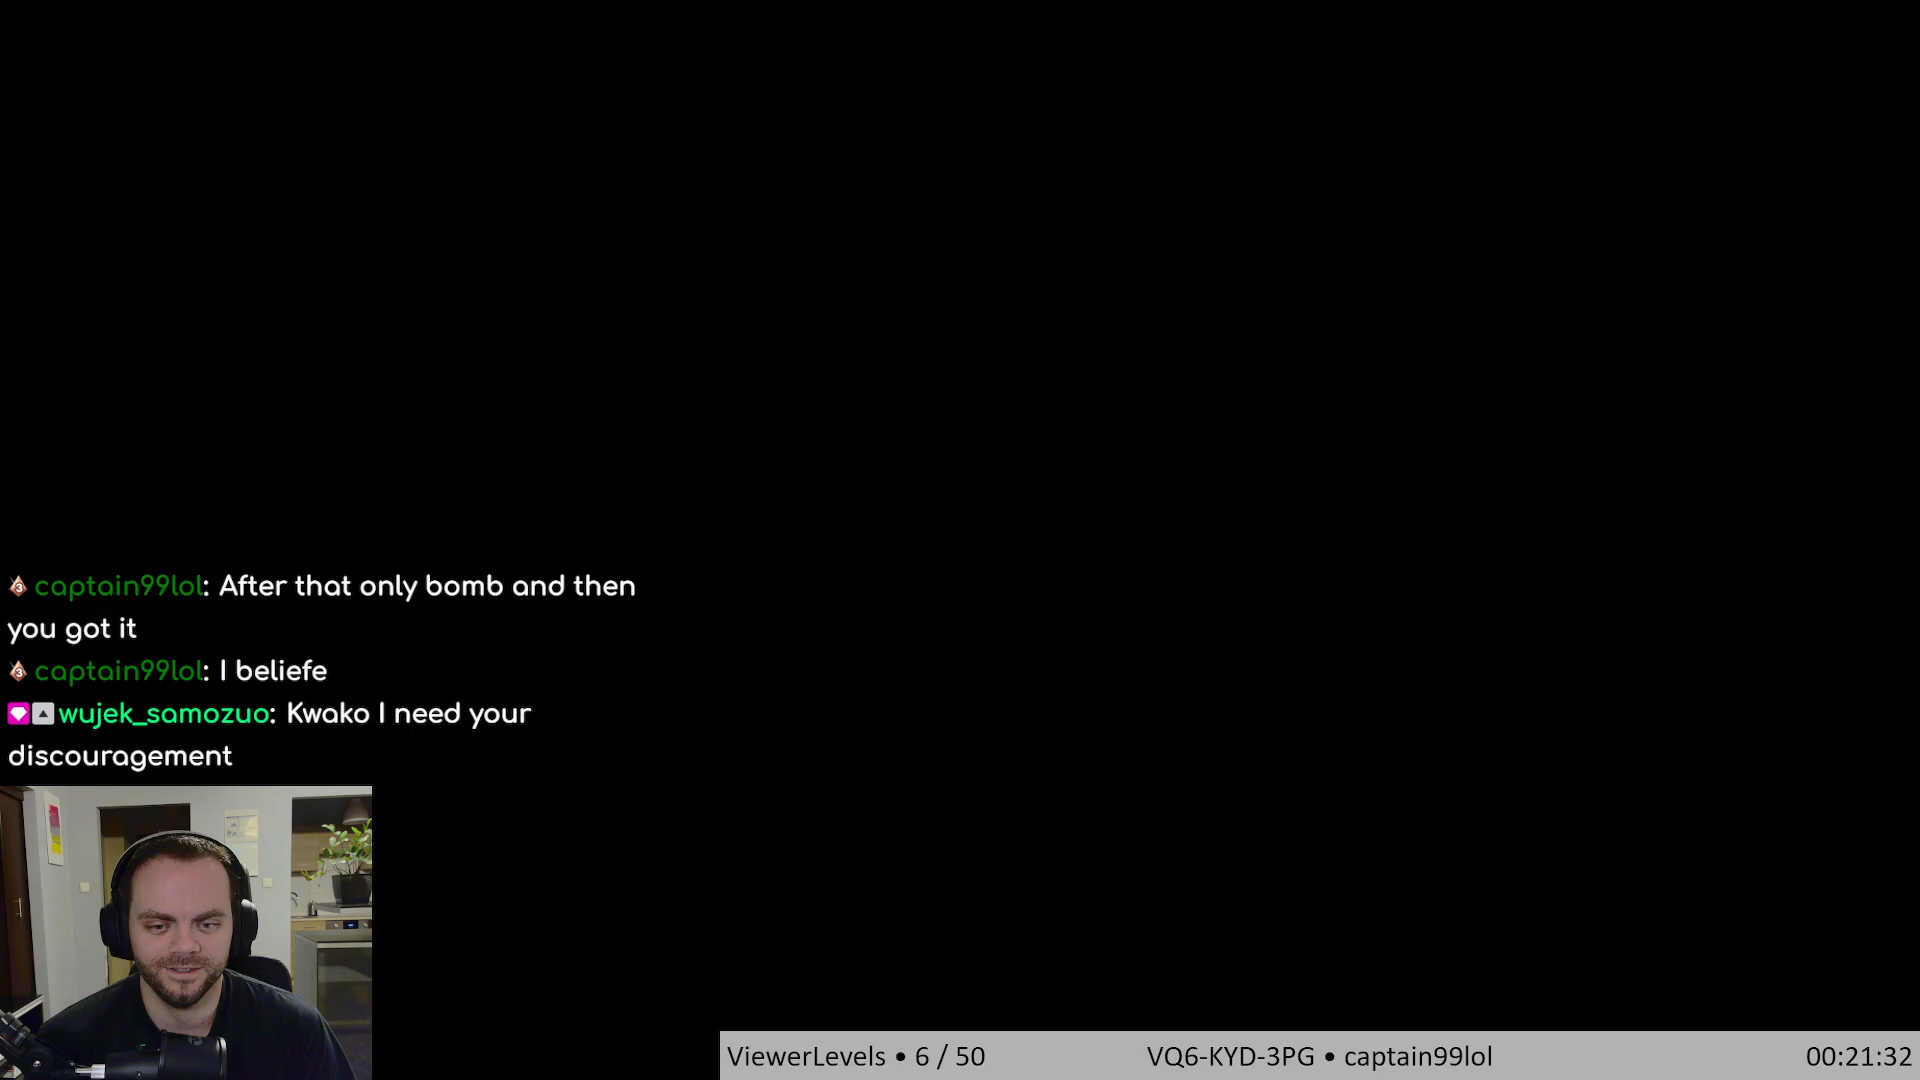 captain99lol: After that only bomb and then
you got it
captain99lol: I beliefe
wujek_samozuo: Kwako I need your
discouragement
ViewerLevels • 6 / 50 VQ6-KYD-3PG • captain99lol 00:21:32